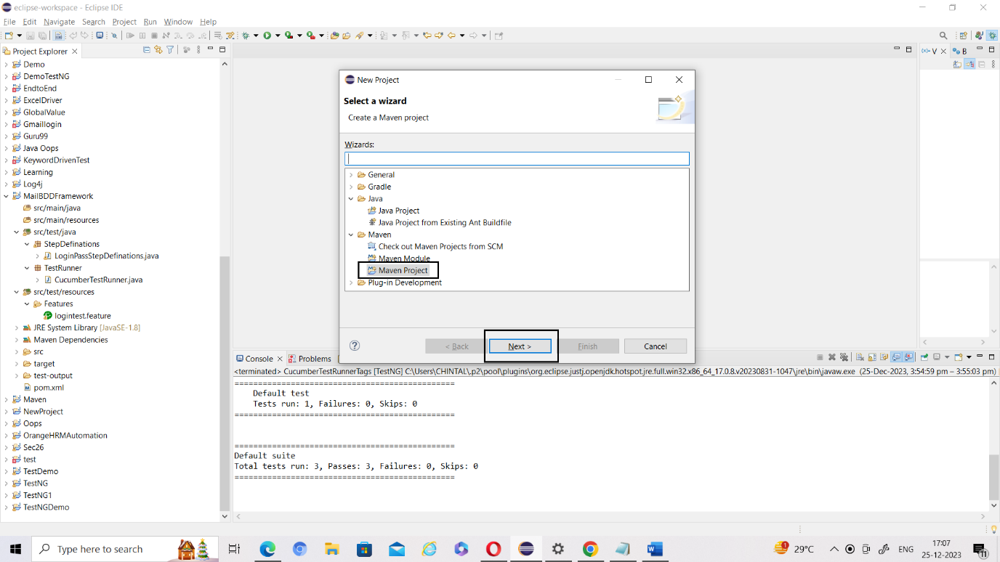 eclipse-workspace - Eclipse IDE
File Edit Navigate Search Project Run Window Help
Project Explorer
Demo
DemoTestNG
EndtoEnd
ExcelDriver
GlobalValue
Gmaillogin
Guru99
Java Oops
KeywordDrivenTest
Learning
Log4j
MailBDDFramework
src/main/java
src/main/resources
src/test/java
StepDefinations
LoginPassStepDefinations.java
TestRunner
CucumberTestRunner.java
src/test/resources
Features
logintest.feature
JRE System Library [JavaSE-1.8]
Maven Dependencies
src
target
test-output
pom.xml
Maven
NewProject
Oops
OrangeHRMAutomation
Sec26
test
TestDemo
TestNG
TestNG1
TestNGDemo
New Project
Select a wizard
Create a Maven project
Wizards:
General
Gradle
Java
Java Project
Java Project from Existing Ant Buildfile
Maven
Check out Maven Projects from SCM
Maven Module
Maven Project
Plug-in Development
< Back Next > Finish Cancel
(x)= V B
Console Problems
<terminated> CucumberTestRunnerTags [TestNG] C:\Users\CHINTAL\.p2\pool\plugins\org.eclipse.justj.openjdk.hotspot.jre.full.win32.x86_64_17.0.8.v20230831-1047\jre\bin\javaw.exe (25-Dec-2023, 3:54:59 pm – 3:55:03 pm)
===============================================
Default test
Tests run: 1, Failures: 0, Skips: 0
===============================================
===============================================
Default suite
Total tests run: 3, Passes: 3, Failures: 0, Skips: 0
===============================================
Type here to search
29°C
ENG
17:07
25-12-2023
11